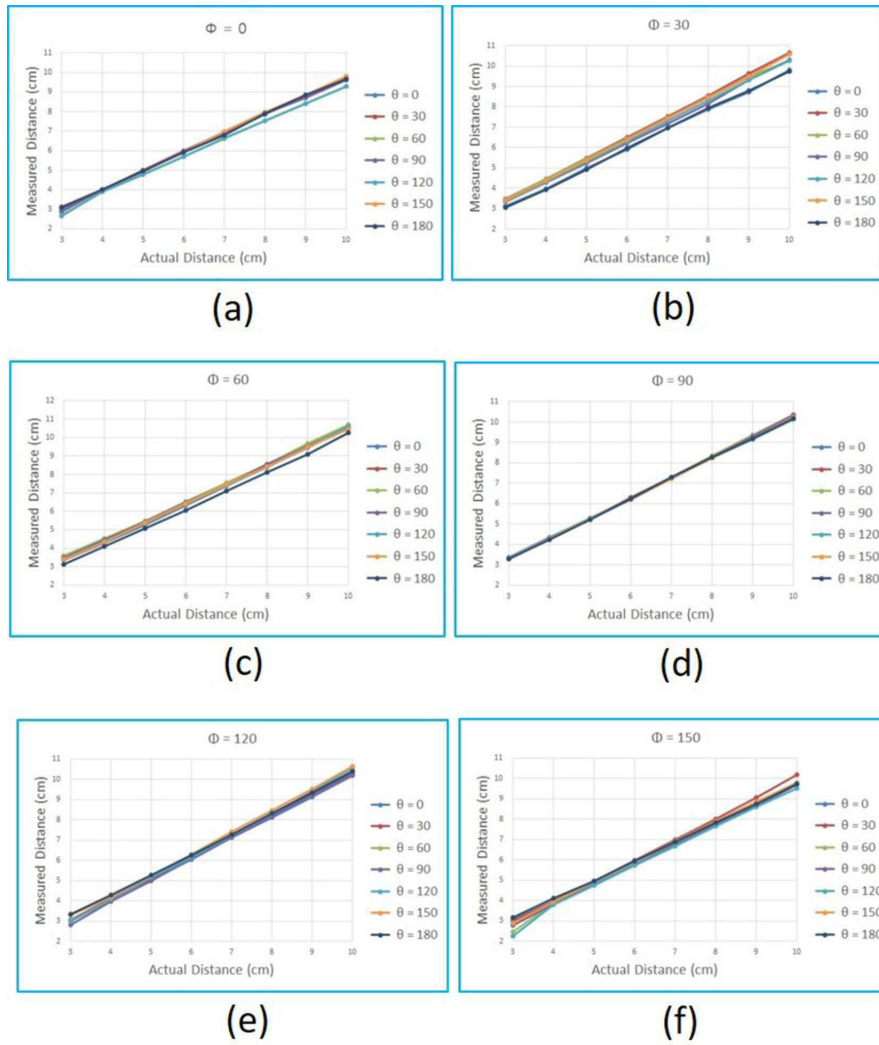 Φ = 0
Measured Distance (cm)
11
10
9
8
7
6
5
4
3
2
3 4 5 6 7 8 9 10
Actual Distance (cm)
θ = 0
θ = 30
θ = 60
θ = 90
θ = 120
θ = 150
θ = 180
(a)
Φ = 30
Measured Distance (cm)
11
10
9
8
7
6
5
4
3
2
3 4 5 6 7 8 9 10
Actual Distance (cm)
θ = 0
θ = 30
θ = 60
θ = 90
θ = 120
θ = 150
θ = 180
(b)
Φ = 60
Measured Distance (cm)
12
11
10
9
8
7
6
5
4
3
2
3 4 5 6 7 8 9 10
Actual Distance (cm)
θ = 0
θ = 30
θ = 60
θ = 90
θ = 120
θ = 150
θ = 180
(c)
Φ = 90
Measured Distance (cm)
11
10
9
8
7
6
5
4
3
2
3 4 5 6 7 8 9 10
Actual Distance (cm)
θ = 0
θ = 30
θ = 60
θ = 90
θ = 120
θ = 150
θ = 180
(d)
Φ = 120
Measured Distance (cm)
11
10
9
8
7
6
5
4
3
2
3 4 5 6 7 8 9 10
Actual Distance (cm)
θ = 0
θ = 30
θ = 60
θ = 90
θ = 120
θ = 150
θ = 180
(e)
Φ = 150
Measured Distance (cm)
11
10
9
8
7
6
5
4
3
2
3 4 5 6 7 8 9 10
Actual Distance (cm)
θ = 0
θ = 30
θ = 60
θ = 90
θ = 120
θ = 150
θ = 180
(f)